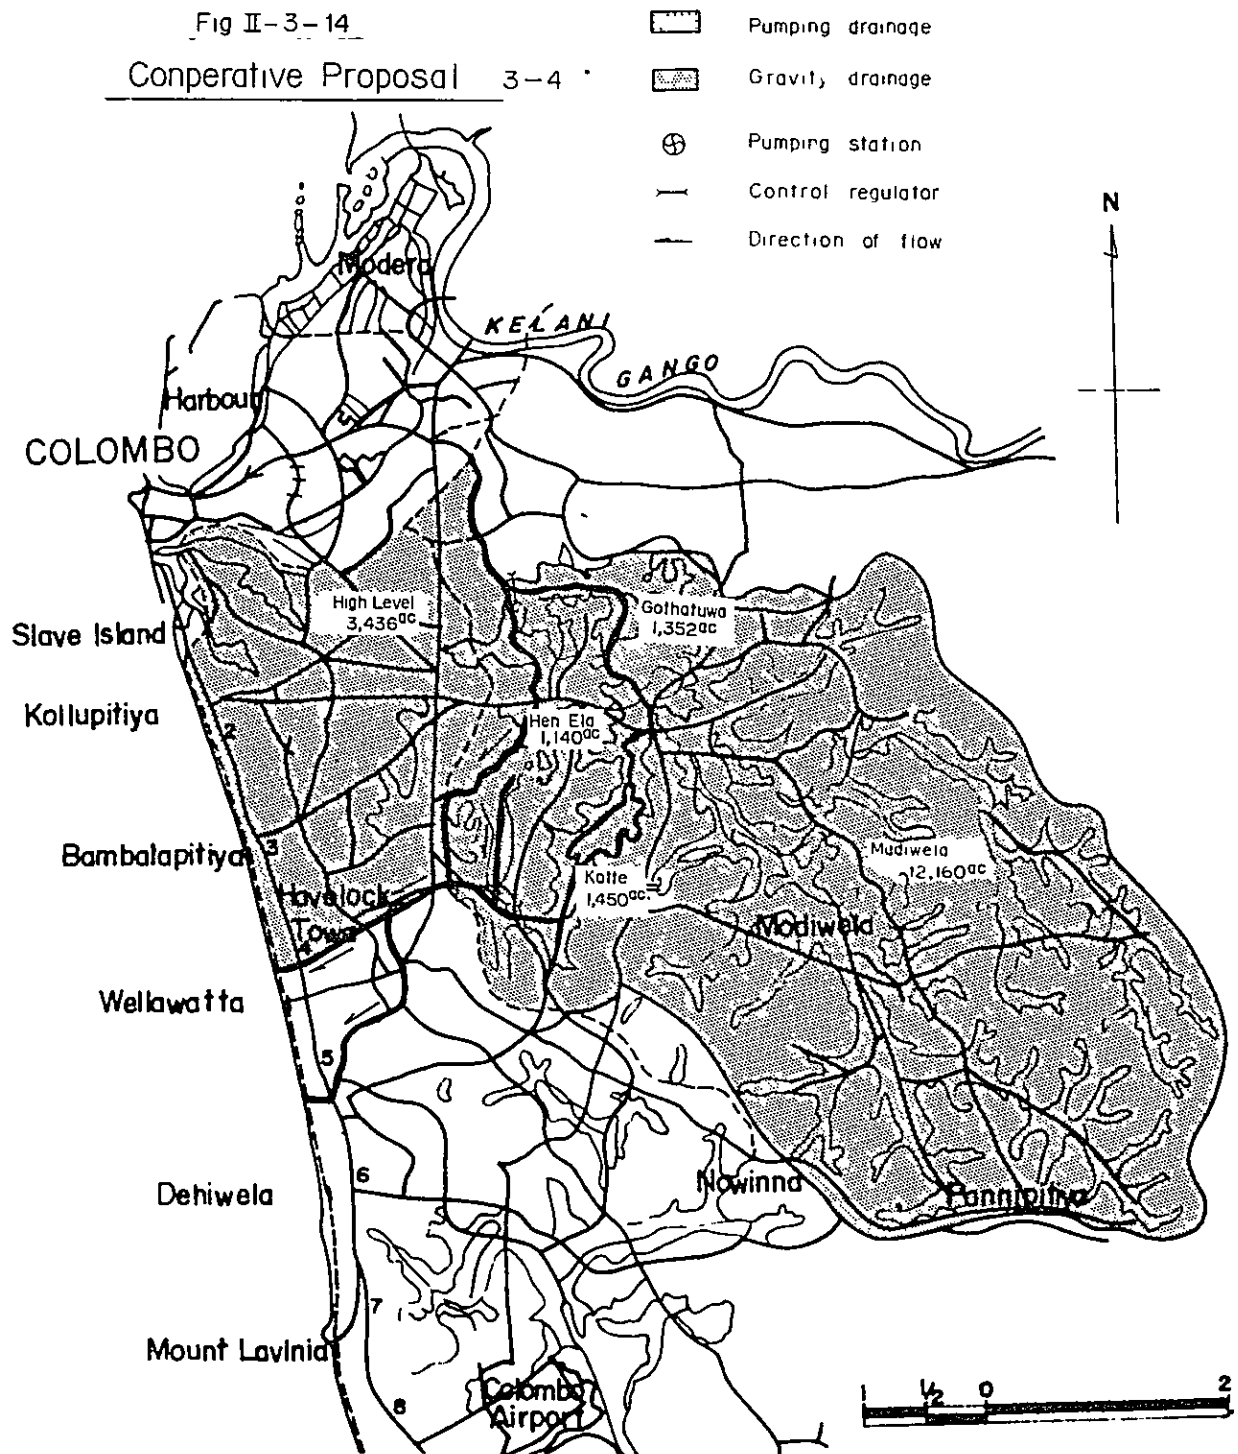 Fig II-3-14
Conperative Proposal 3-4
Pumping drainage
Gravity drainage
Pumping station
Control regulator
Direction of flow
N
Modera
KELANI
GANGO
Harbour
COLOMBO
High Level
3,436ac
Gothatuwa
1,352ac
Slave Island
Kollupitiya
2
Hen Ela
1,140ac
Bambalapitiya
3
Mudiwela
12,160ac
Kotte
1,450ac.
Havelock
Town
4
Modiwela
Wellawatta
5
Dehiwela
6
Nawinna
Pannipitiya
7
Mount Lavinia
8
Colombo
Airport
1 1/2 0 2